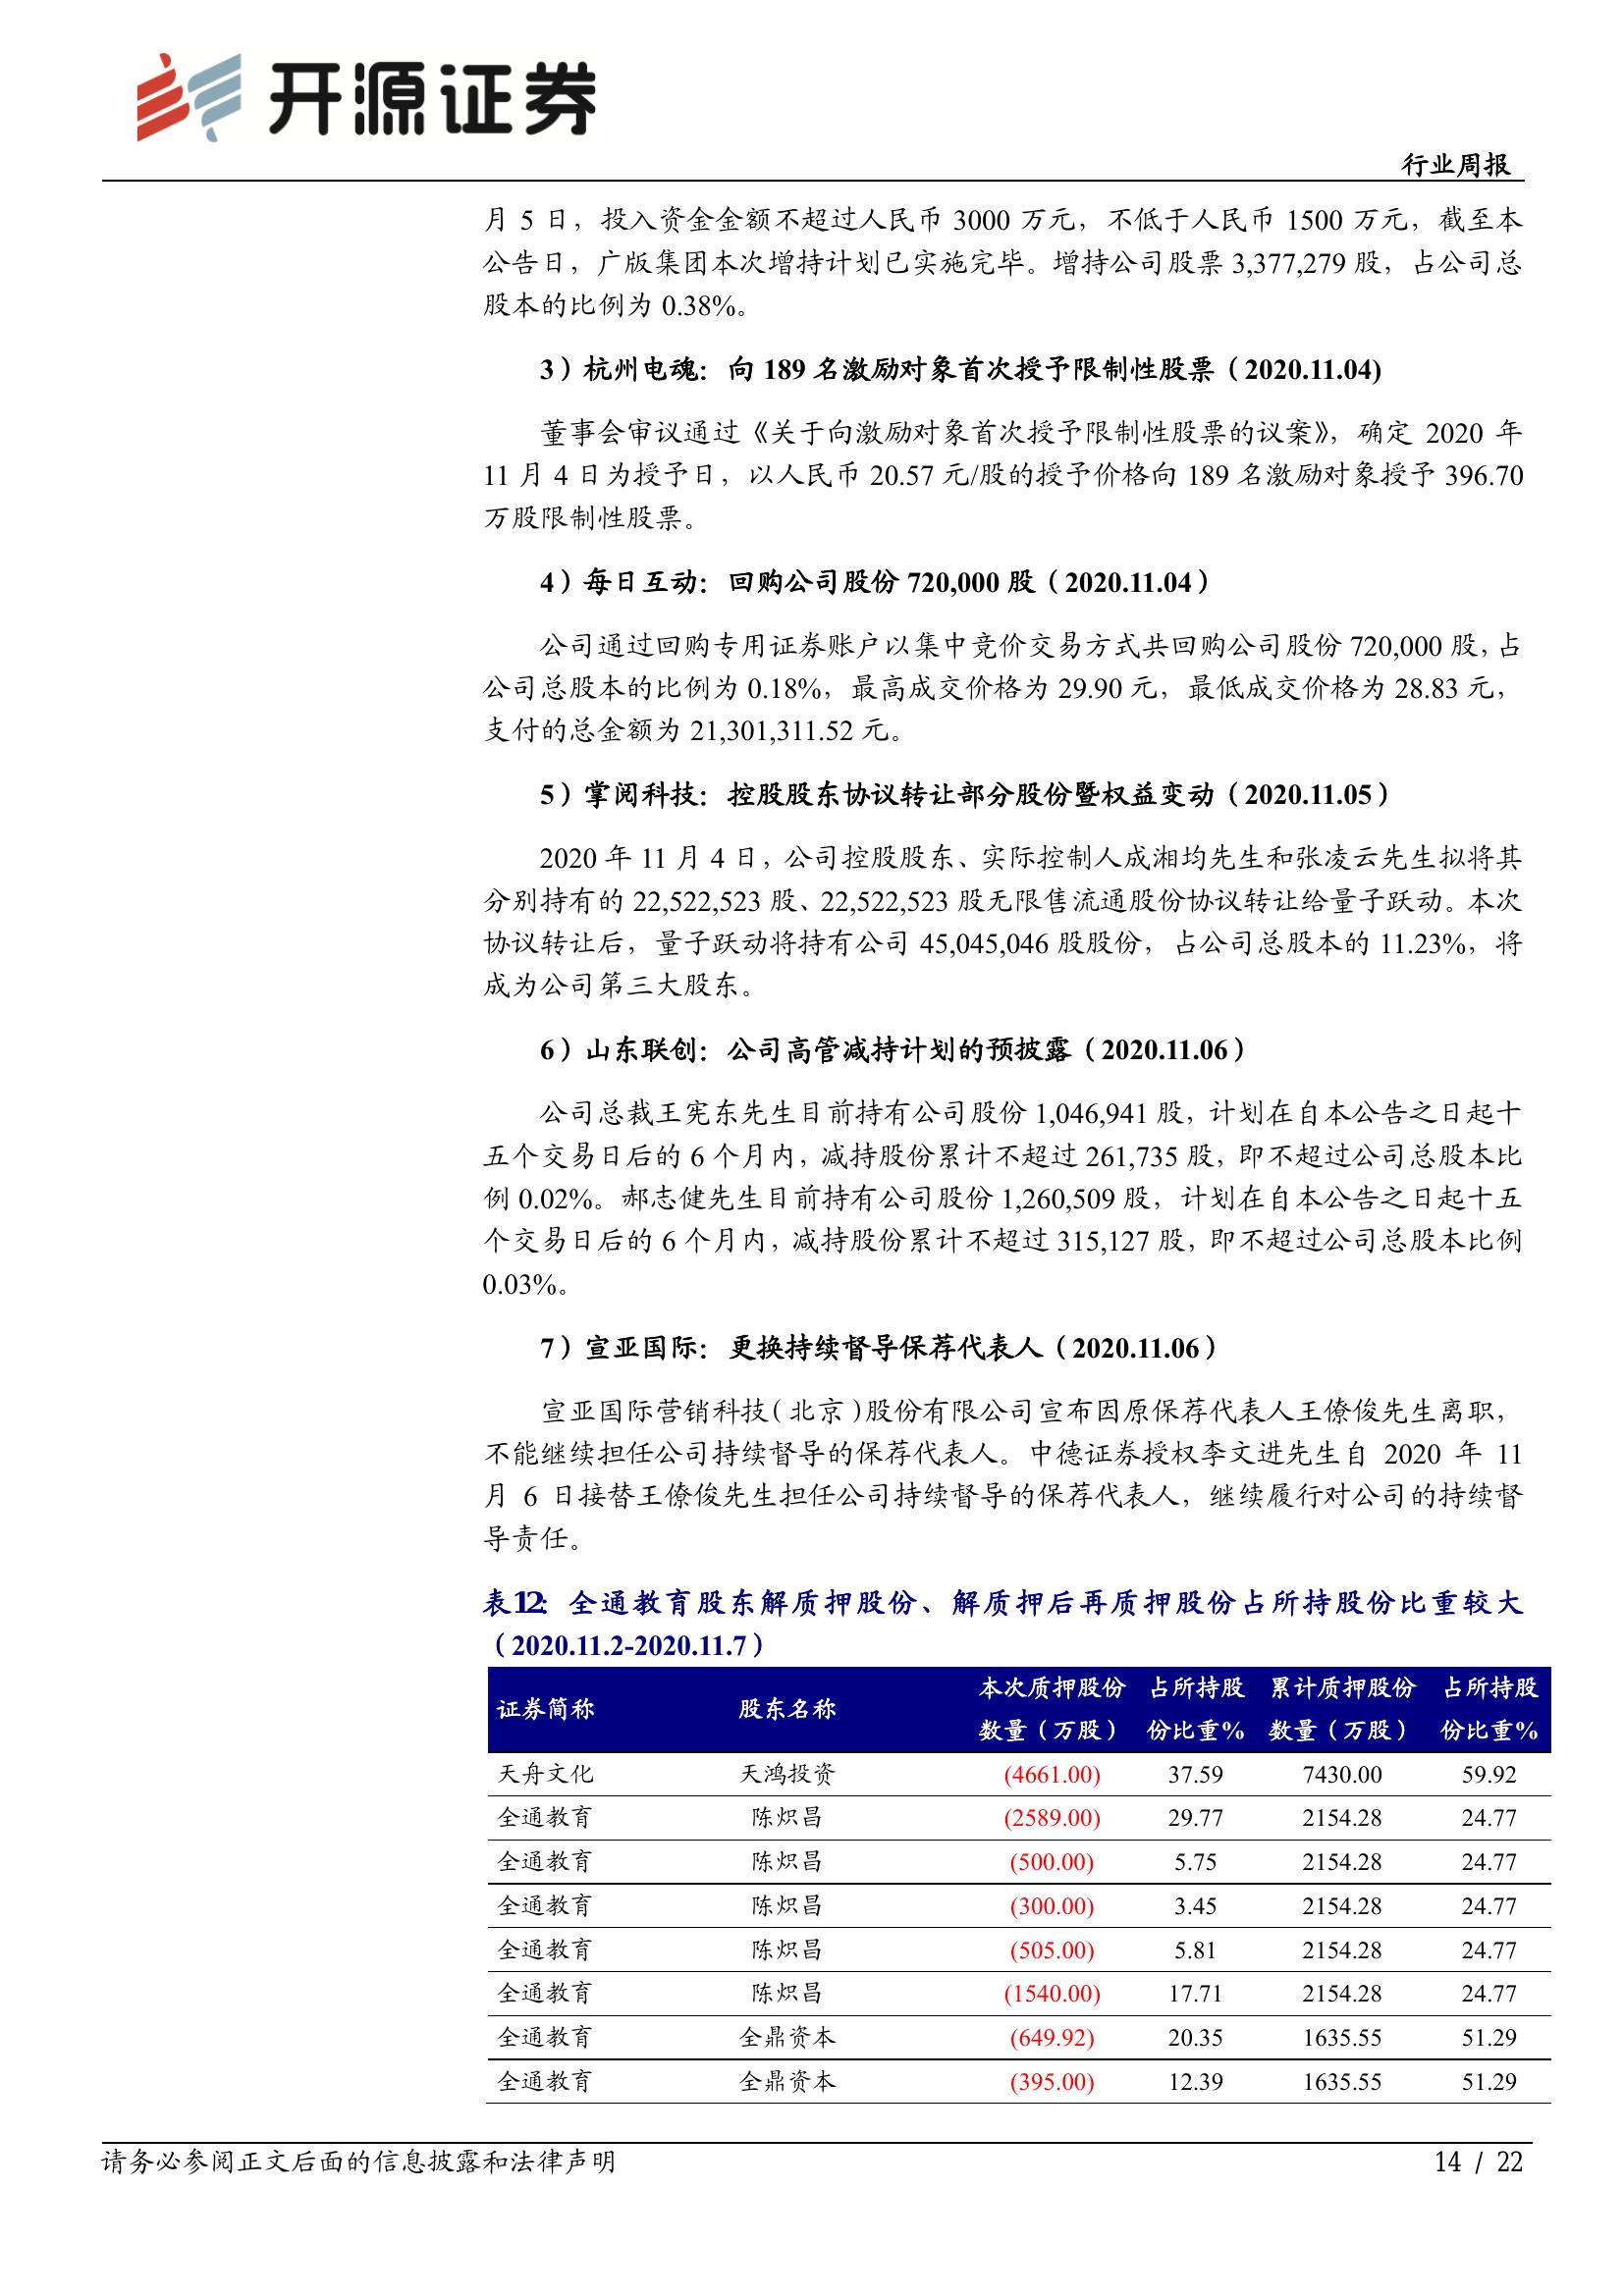 开源证券
行业周报
月 5 日，投入资金金额不超过人民币 3000 万元，不低于人民币 1500 万元，截至本
公告日，广版集团本次增持计划已实施完毕。增持公司股票 3,377,279 股，占公司总
股本的比例为 0.38%。
3）杭州电魂：向 189 名激励对象首次授予限制性股票（2020.11.04)
董事会审议通过《关于向激励对象首次授予限制性股票的议案》，确定 2020 年
11 月 4 日为授予日，以人民币 20.57 元/股的授予价格向 189 名激励对象授予 396.70
万股限制性股票。
4）每日互动：回购公司股份 720,000 股（2020.11.04）
公司通过回购专用证券账户以集中竞价交易方式共回购公司股份 720,000 股，占
公司总股本的比例为 0.18%，最高成交价格为 29.90 元，最低成交价格为 28.83 元，
支付的总金额为 21,301,311.52 元。
5）掌阅科技：控股股东协议转让部分股份暨权益变动（2020.11.05）
2020 年 11 月 4 日，公司控股股东、实际控制人成湘均先生和张凌云先生拟将其
分别持有的 22,522,523 股、22,522,523 股无限售流通股份协议转让给量子跃动。本次
协议转让后，量子跃动将持有公司 45,045,046 股股份，占公司总股本的 11.23%，将
成为公司第三大股东。
6）山东联创：公司高管减持计划的预披露（2020.11.06）
公司总裁王宪东先生目前持有公司股份 1,046,941 股，计划在自本公告之日起十
五个交易日后的 6 个月内，减持股份累计不超过 261,735 股，即不超过公司总股本比
例 0.02%。郝志健先生目前持有公司股份 1,260,509 股，计划在自本公告之日起十五
个交易日后的 6 个月内，减持股份累计不超过 315,127 股，即不超过公司总股本比例
0.03%。
7）宣亚国际：更换持续督导保荐代表人（2020.11.06）
宣亚国际营销科技(北京)股份有限公司宣布因原保荐代表人王僚俊先生离职，
不能继续担任公司持续督导的保荐代表人。中德证券授权李文进先生自 2020 年 11
月 6 日接替王僚俊先生担任公司持续督导的保荐代表人，继续履行对公司的持续督
导责任。
表12：全通教育股东解质押股份、解质押后再质押股份占所持股份比重较大
（2020.11.2-2020.11.7）
证券简称 股东名称 本次质押股份数量（万股） 占所持股份比重% 累计质押股份数量（万股） 占所持股份比重%
天舟文化 天鸿投资 (4661.00) 37.59 7430.00 59.92
全通教育 陈炽昌 (2589.00) 29.77 2154.28 24.77
全通教育 陈炽昌 (500.00) 5.75 2154.28 24.77
全通教育 陈炽昌 (300.00) 3.45 2154.28 24.77
全通教育 陈炽昌 (505.00) 5.81 2154.28 24.77
全通教育 陈炽昌 (1540.00) 17.71 2154.28 24.77
全通教育 全鼎资本 (649.92) 20.35 1635.55 51.29
全通教育 全鼎资本 (395.00) 12.39 1635.55 51.29
请务必参阅正文后面的信息披露和法律声明
14 / 22